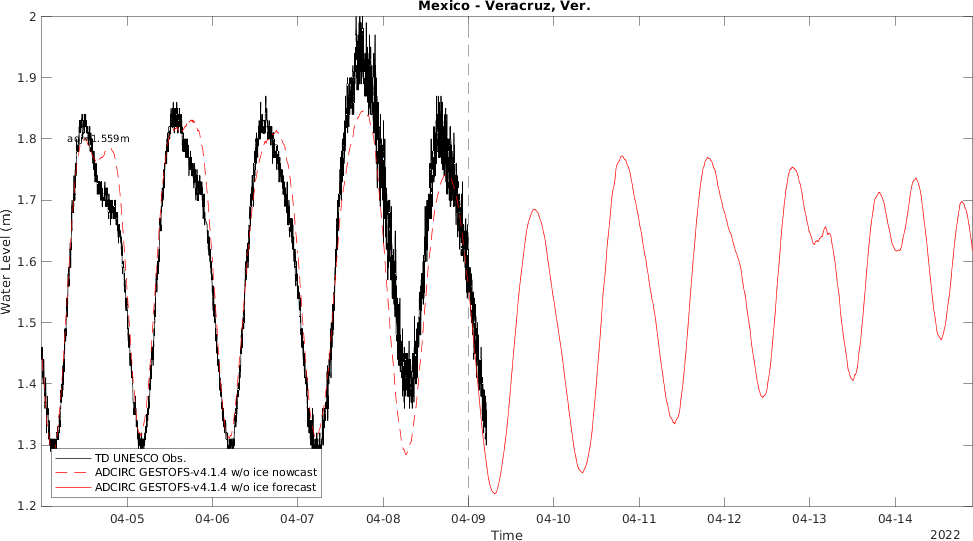 Mexico - Veracruz, Ver.
2
1.9
1.8
1.7
1.6
1.5
1.4
1.3
1.2
Water Level (m)
1.559m
TD UNESCO Obs.
ADCIRC GESTOFS-v4.1.4 w/o ice nowcast
ADCIRC GESTOFS-v4.1.4 w/o ice forecast
04-05 04-06 04-07 04-08 04-09 04-10 04-11 04-12 04-13 04-14
Time
2022